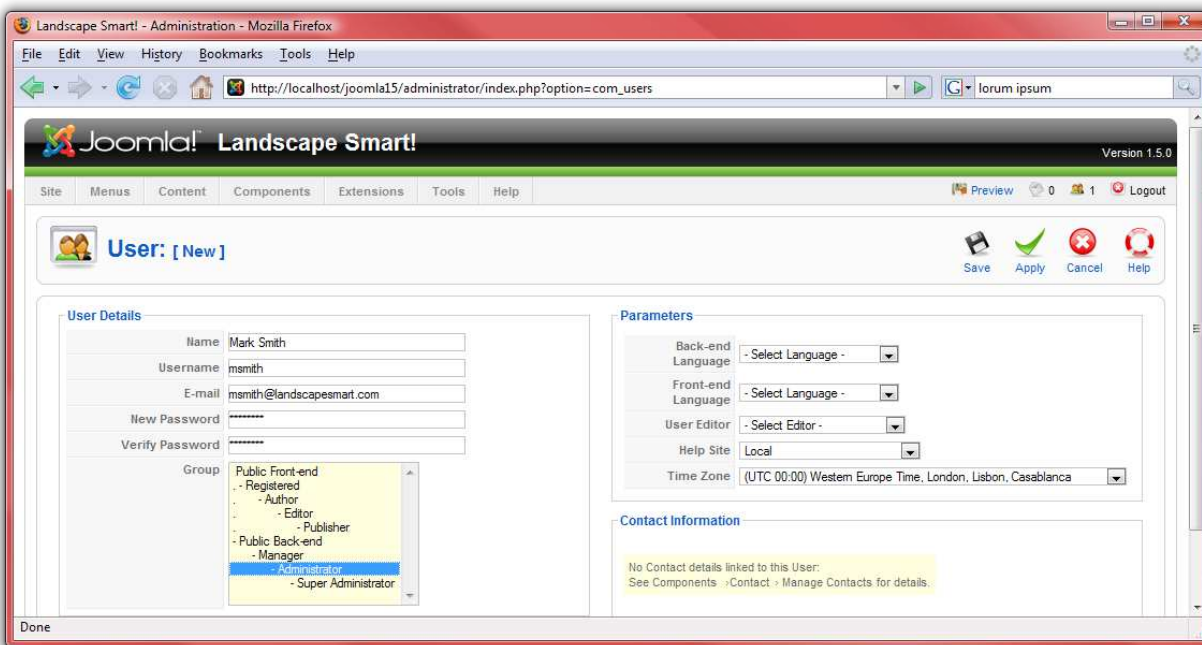 Landscape Smart! - Administration - Mozilla Firefox
File Edit View History Bookmarks Tools Help
http://localhost/joomla15/administrator/index.php?option=com_users
G lorum ipsum
Joomla! Landscape Smart!
Version 1.5.0
Site Menus Content Components Extensions Tools Help Preview 0 1 Logout
User: [ New ]
Save Apply Cancel Help
User Details
Name Mark Smith
Username msmith
E-mail msmith@landscapesmart.com
New Password ********
Verify Password ********
Group Public Front-end
. - Registered
. - Author
. - Editor
. - Publisher
- Public Back-end
- Manager
- Administrator
- Super Administrator
Parameters
Back-end
Language - Select Language -
Front-end
Language - Select Language -
User Editor - Select Editor -
Help Site Local
Time Zone (UTC 00:00) Western Europe Time, London, Lisbon, Casablanca
Contact Information
No Contact details linked to this User:
See Components › Contact › Manage Contacts for details.
Done